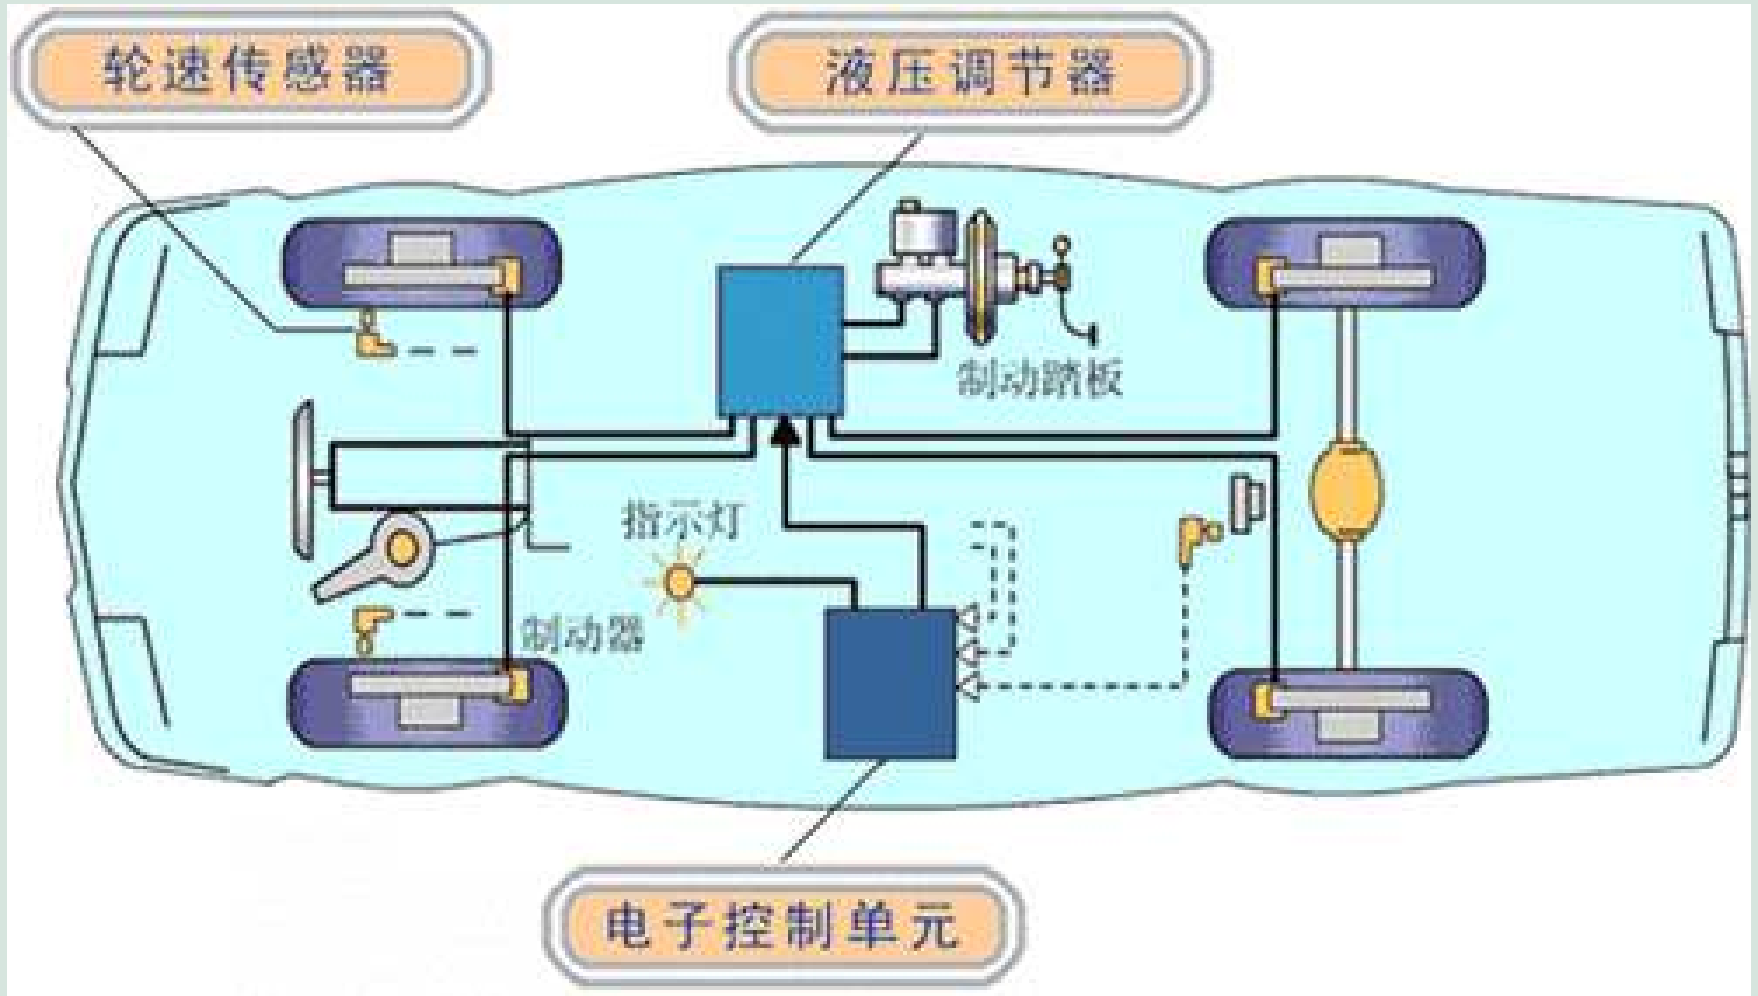 轮速传感器
液压调节器
制动踏板
指示灯
制动器
电子控制单元